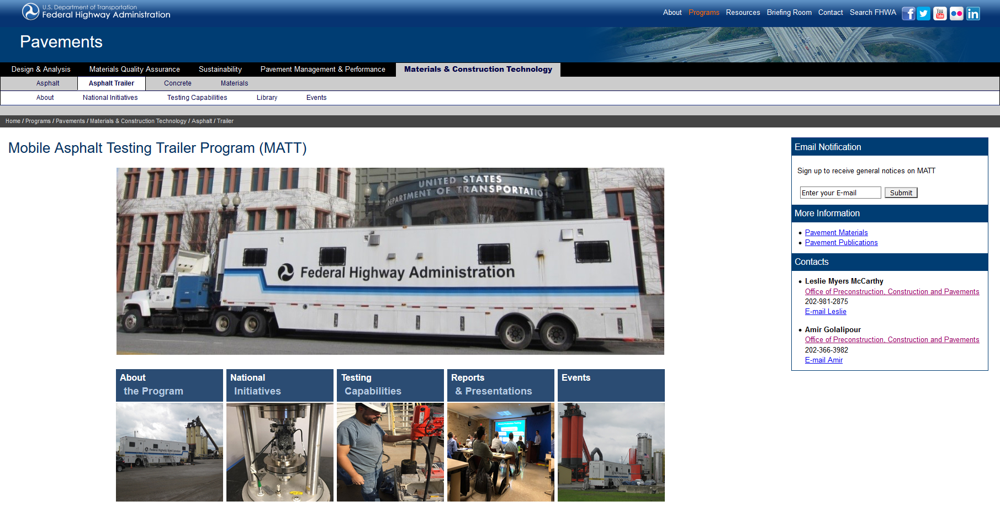 U.S. Department of Transportation
Federal Highway Administration
About Programs Resources Briefing Room Contact Search FHWA
Pavements
Design & Analysis Materials Quality Assurance Sustainability Pavement Management & Performance Materials & Construction Technology
Asphalt Asphalt Trailer Concrete Materials
About National Initiatives Testing Capabilities Library Events
Home / Programs / Pavements / Materials & Construction Technology / Asphalt / Trailer
Mobile Asphalt Testing Trailer Program (MATT)
UNITED STATES
DEPARTMENT OF TRANSPORTATIO
Federal Highway Administration
About
the Program
National
Initiatives
Testing
Capabilities
Reports
& Presentations
Events
Federal Highway Administration
Email Notification
Sign up to receive general notices on MATT
Enter your E-mail Submit
More Information
Pavement Materials
Pavement Publications
Contacts
Leslie Myers McCarthy
Office of Preconstruction, Construction and Pavements
202-981-2875
E-mail Leslie
Amir Golalipour
Office of Preconstruction, Construction and Pavements
202-366-3982
E-mail Amir